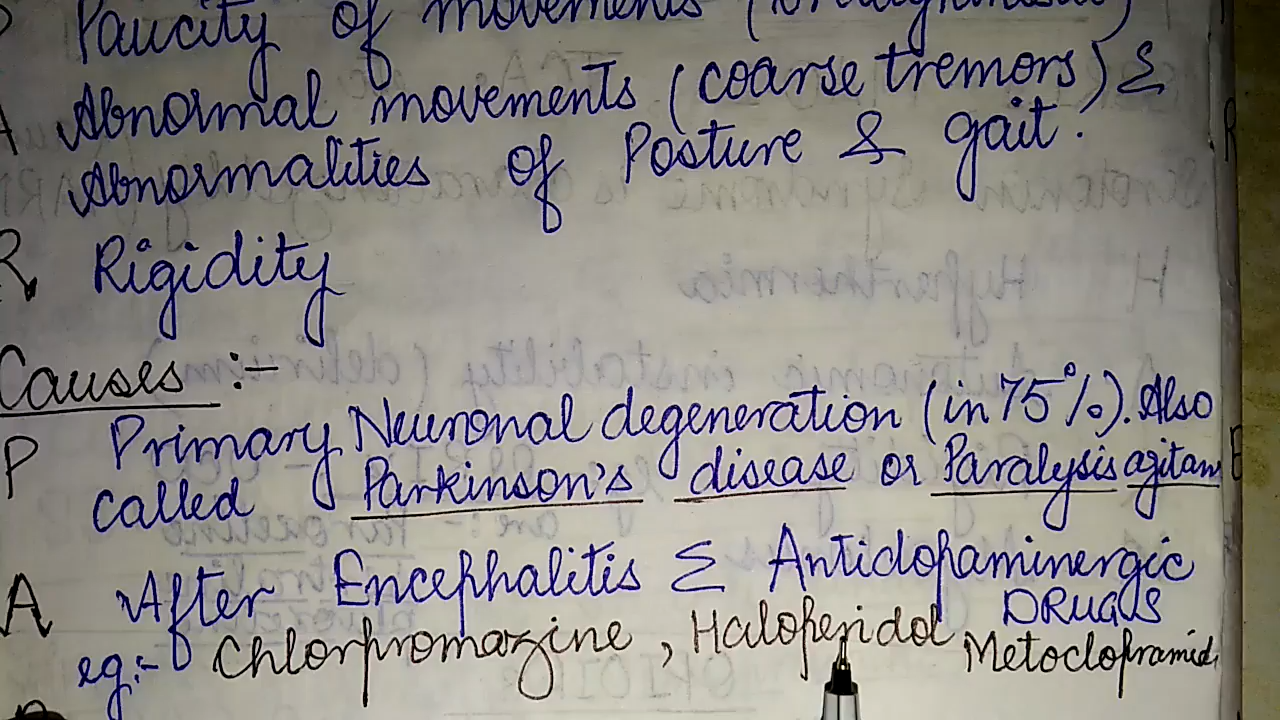 Paucity of movements
A Abnormal movements (coarse tremors) Σ
Abnormalities of Posture & gait.
R Rigidity
Causes :-
P Primary Neuronal degeneration (in 75%). Also
called Parkinson's disease or Paralysis agitans
A After Encephalitis Σ Antidopaminergic
DRUGS
eg:- Chlorpromazine, Haloperidol Metoclopramid